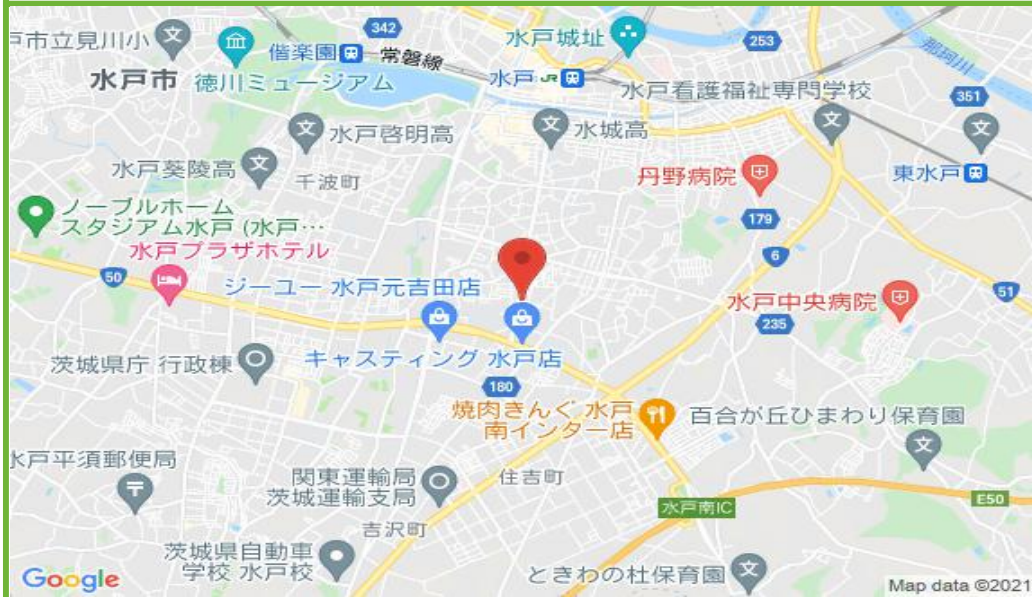 戸市立見川小
342
水戸城址
253
偕楽園
常磐線
那珂川
水戸市
徳川ミュージアム
水戸 JR
水戸看護福祉専門学校
351
水戸啓明高
水城高
水戸葵陵高
千波町
丹野病院
東水戸
ノーブルホーム
スタジアム水戸 (水戸…
179
水戸プラザホテル
6
50
ジーユー 水戸元吉田店
水戸中央病院
51
235
キャスティング 水戸店
茨城県庁 行政棟
180
焼肉きんぐ 水戸
南インター店
百合が丘ひまわり保育園
水戸平須郵便局
関東運輸局
茨城運輸支局
住吉町
E50
水戸南IC
吉沢町
茨城県自動車
学校 水戸校
ときわの杜保育園
Google
Map data ©2021